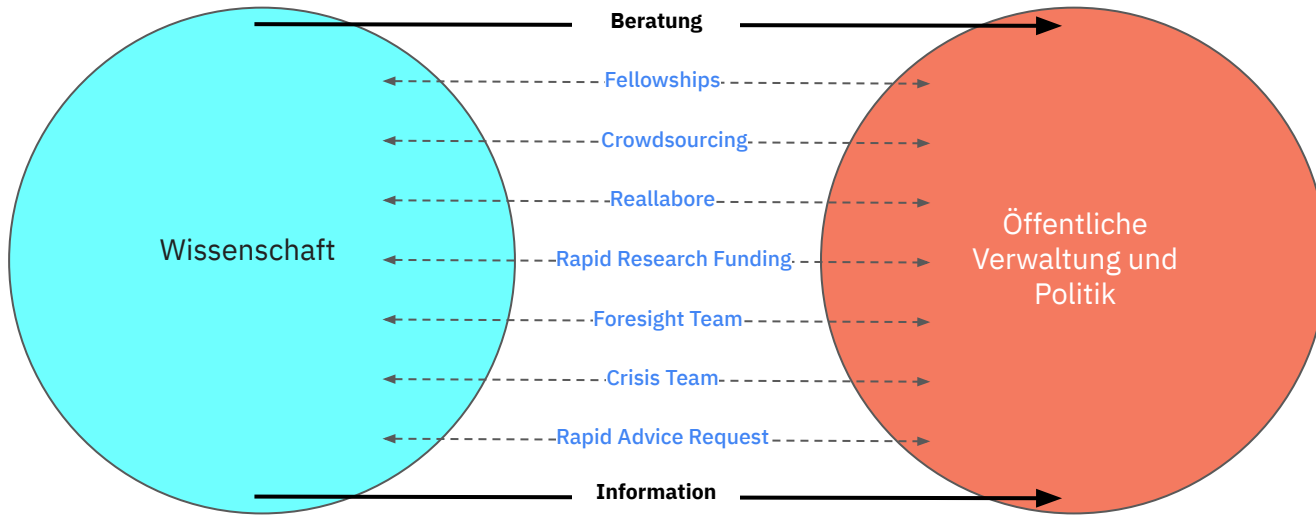 Beratung
Fellowships
Crowdsourcing
Reallabore
Wissenschaft
Öffentliche
Verwaltung und
Politik
Rapid Research Funding
Foresight Team
Crisis Team
Rapid Advice Request
Information